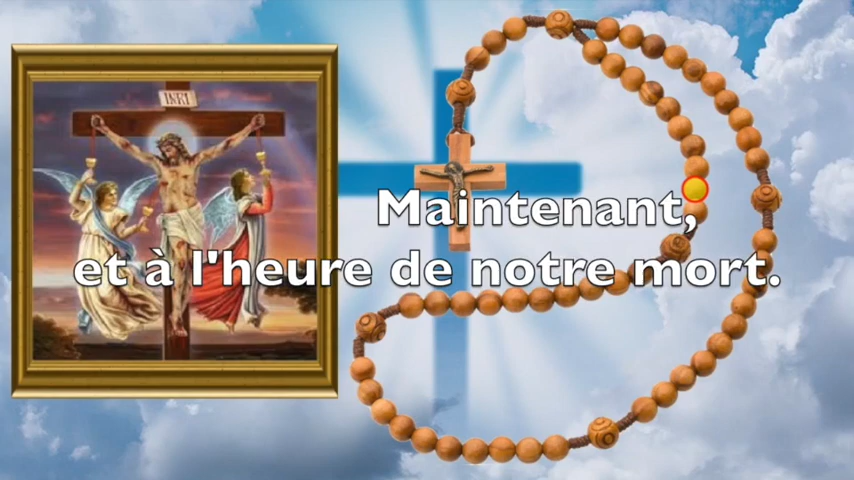 INRI
Maintenant,
et à l'heure de notre mort.